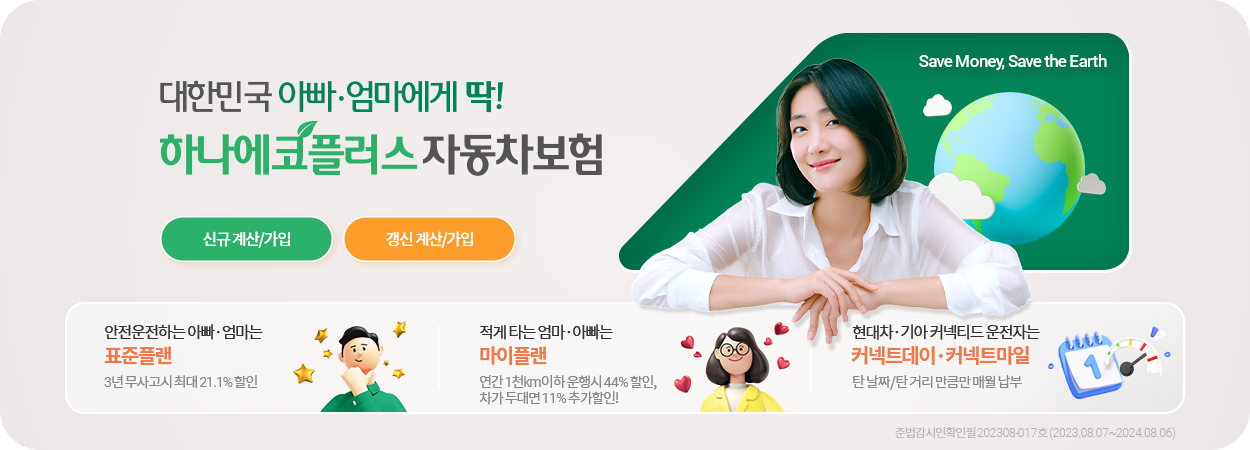 대한민국 아빠·엄마에게 딱!
하나에코플러스 자동차보험
Save Money, Save the Earth
신규 계산/가입
갱신 계산/가입
안전운전하는 아빠·엄마는
표준플랜
3년 무사고시 최대 21.1% 할인
적게 타는 엄마·아빠는
마이플랜
연간 1천km이하 운행시 44% 할인,
차가 두대면 11% 추가할인!
현대차·기아 커넥티드 운전자는
커넥트데이·커넥트마일
탄 날짜/탄 거리 만큼만 매월 납부
1
준법감시인확인필 202308-017호 (2023.08.07~2024.08.06)